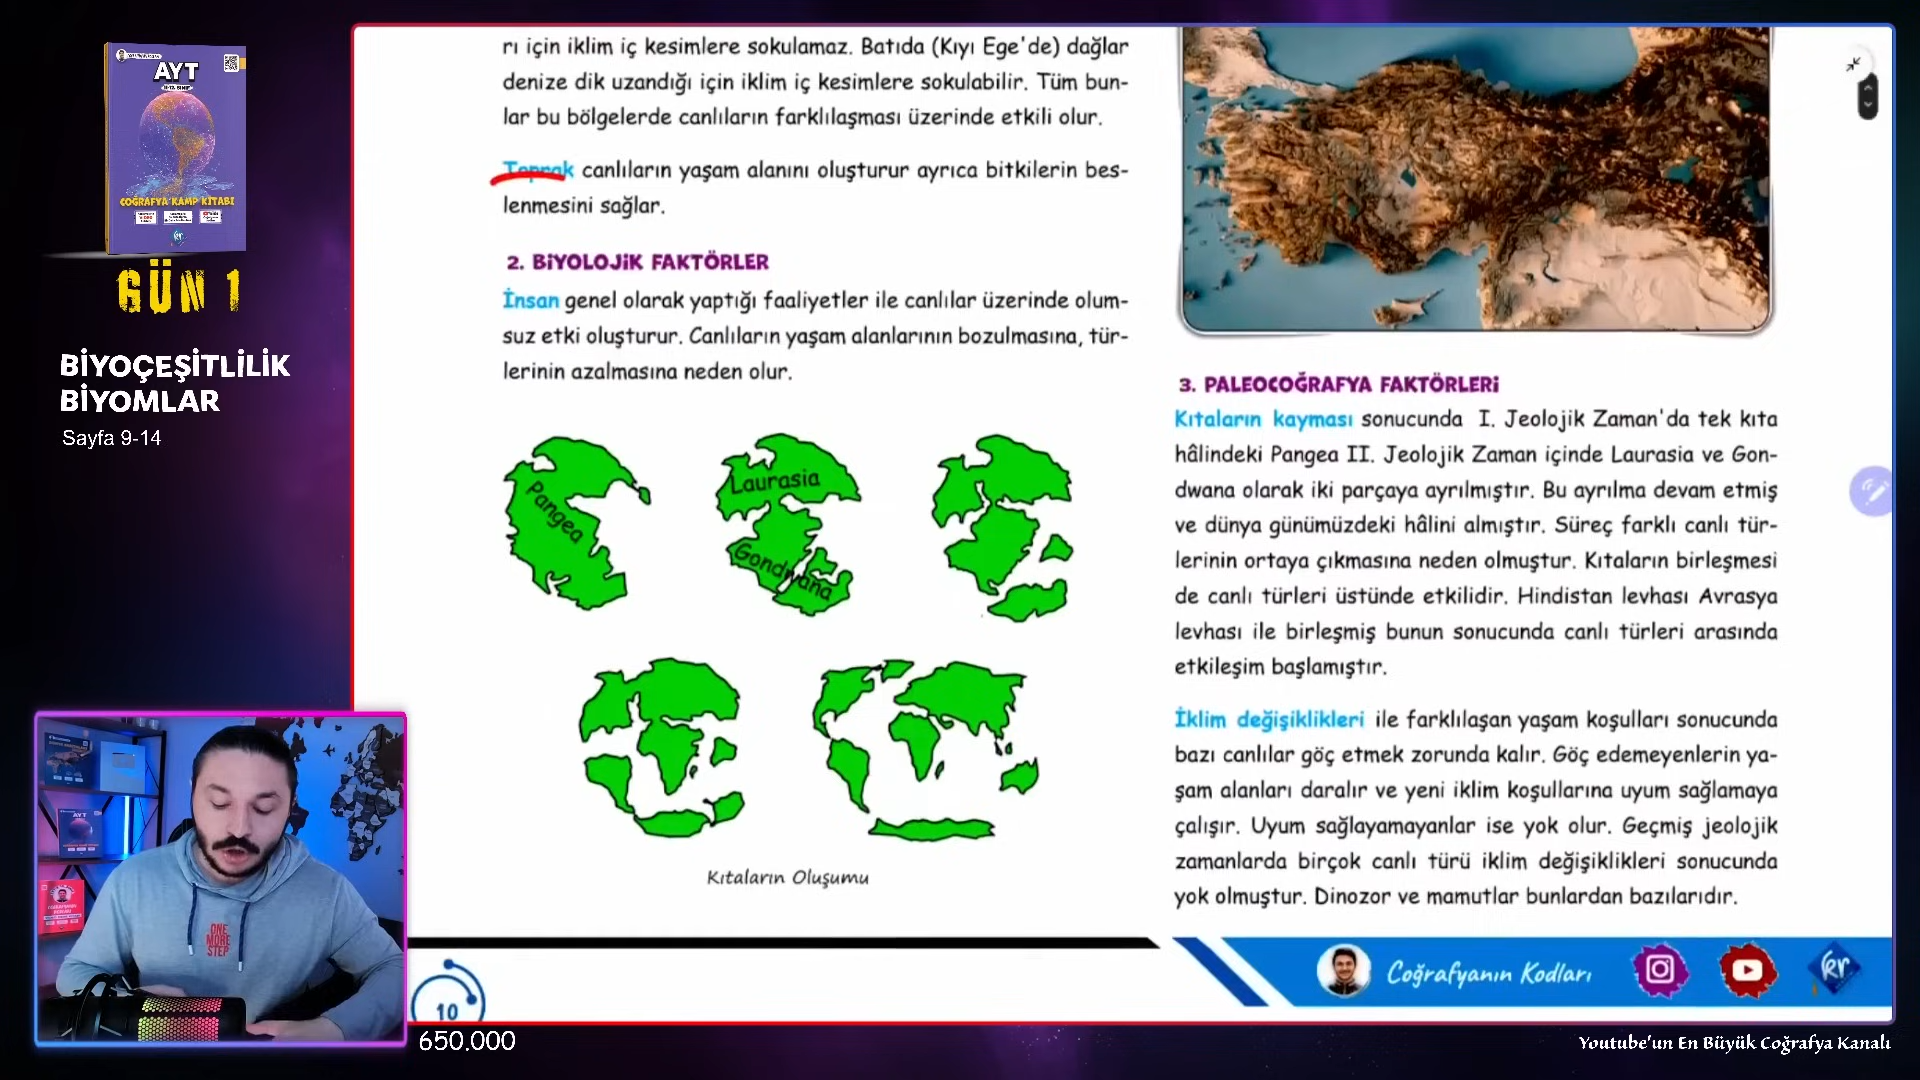 AYT
11-12. SINIF
COĞRAFYA KAMP KİTABI
GÜN 1
BİYOÇEŞİTLİLİK
BİYOMLAR
Sayfa 9-14
rı için iklim iç kesimlere sokulamaz. Batıda (Kıyı Ege'de) dağlar
denize dik uzandığı için iklim iç kesimlere sokulabilir. Tüm bun-
lar bu bölgelerde canlıların farklılaşması üzerinde etkili olur.
Toprak canlıların yaşam alanını oluşturur ayrıca bitkilerin bes-
lenmesini sağlar.
2. BİYOLOJİK FAKTÖRLER
İnsan genel olarak yaptığı faaliyetler ile canlılar üzerinde olum-
suz etki oluşturur. Canlıların yaşam alanlarının bozulmasına, tür-
lerinin azalmasına neden olur.
Pangea
Laurasia
Gondwana
Kıtaların Oluşumu
3. PALEOCOĞRAFYA FAKTÖRLERİ
Kıtaların kayması sonucunda I. Jeolojik Zaman'da tek kıta
hâlindeki Pangea II. Jeolojik Zaman içinde Laurasia ve Gon-
dwana olarak iki parçaya ayrılmıştır. Bu ayrılma devam etmiş
ve dünya günümüzdeki hâlini almıştır. Süreç farklı canlı tür-
lerinin ortaya çıkmasına neden olmuştur. Kıtaların birleşmesi
de canlı türleri üstünde etkilidir. Hindistan levhası Avrasya
levhası ile birleşmiş bunun sonucunda canlı türleri arasında
etkileşim başlamıştır.
İklim değişiklikleri ile farklılaşan yaşam koşulları sonucunda
bazı canlılar göç etmek zorunda kalır. Göç edemeyenlerin ya-
şam alanları daralır ve yeni iklim koşullarına uyum sağlamaya
çalışır. Uyum sağlayamayanlar ise yok olur. Geçmiş jeolojik
zamanlarda birçok canlı türü iklim değişiklikleri sonucunda
yok olmuştur. Dinozor ve mamutlar bunlardan bazılarıdır.
10
Coğrafyanın Kodları
kr
ONE
MORE
STEP
AYT
650.000
Youtube'un En Büyük Coğrafya Kanalı